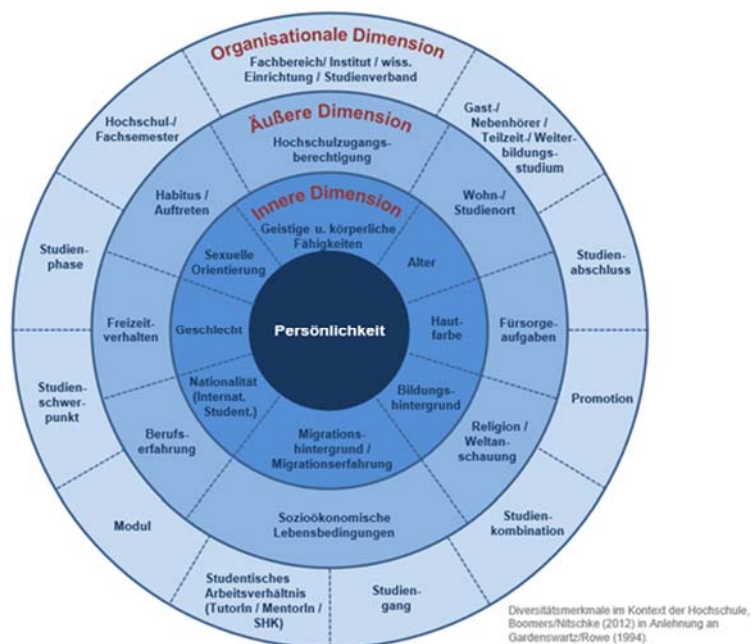 Organisationale Dimension
Fachbereich/ Institut / wiss.
Einrichtung / Studienverband
Gast-/
Nebenhörer /
Teilzeit-/ Weiter-
bildungs-
studium
Studien-
abschluss
Promotion
Studien-
kombination
Studien-
gang
Studentisches
Arbeitsverhältnis
(TutorIn / MentorIn /
SHK)
Modul
Studien-
schwer-
punkt
Studien-
phase
Hochschul-/
Fachsemester
Äußere Dimension
Hochschulzugangs-
berechtigung
Wohn-/
Studienort
Fürsorge-
aufgaben
Religion /
Weltan-
schauung
Sozioökonomische
Lebensbedingungen
Berufs-
erfahrung
Freizeit-
verhalten
Habitus /
Auftreten
Innere Dimension
Geistige u. körperliche
Fähigkeiten
Alter
Haut-
farbe
Bildungs-
hintergrund
Migrations-
hintergrund /
Migrationserfahrung
Nationalität
(Internat.
Student.)
Geschlecht
Sexuelle
Orientierung
Persönlichkeit
Diversitätsmerkmale im Kontext der Hochschule,
Boomers/Nitschke (2012) in Anlehnung an
Gardenswartz/Rowe (1994).